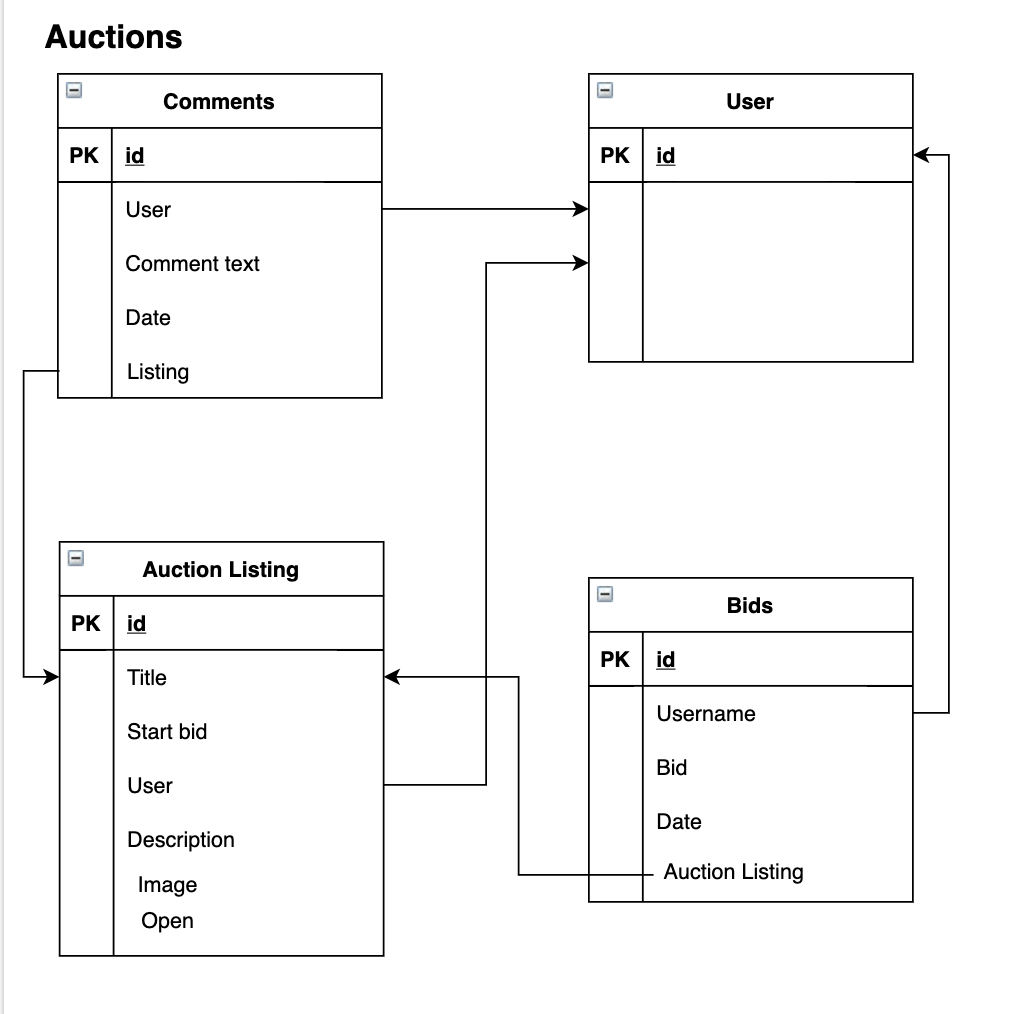 Auctions
Comments
PK id
User
Comment text
Date
Listing
User
PK id
Auction Listing
PK id
Title
Start bid
User
Description
Image
Open
Bids
PK id
Username
Bid
Date
Auction Listing